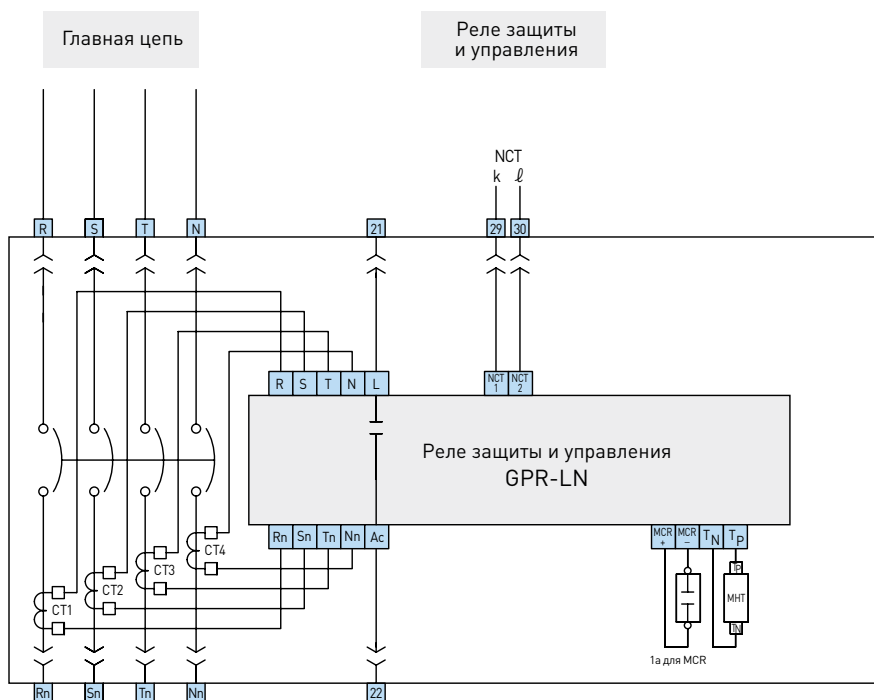 Главная цепь
Реле защиты
и управления
NCT
k ℓ
R S T N 21 29 30
R S T N L
NCT
1
NCT
2
Реле защиты и управления
GPR-LN
Rn Sn Tn Nn Ac
MCR
+
MCR
–
TN
TP
CT4
CT3
CT2
CT1
TP
МНТ
TN
1a для MCR
Rn Sn Tn Nn 22